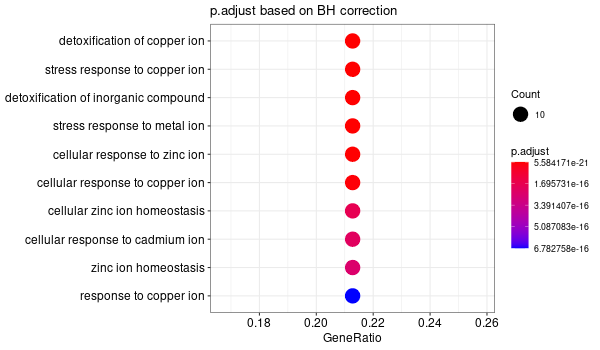 p.adjust based on BH correction
detoxification of copper ion
stress response to copper ion
detoxification of inorganic compound
stress response to metal ion
cellular response to zinc ion
cellular response to copper ion
cellular zinc ion homeostasis
cellular response to cadmium ion
zinc ion homeostasis
response to copper ion
0.18 0.20 0.22 0.24 0.26
GeneRatio
Count
10
p.adjust
5.584171e-21
1.695731e-16
3.391407e-16
5.087083e-16
6.782758e-16